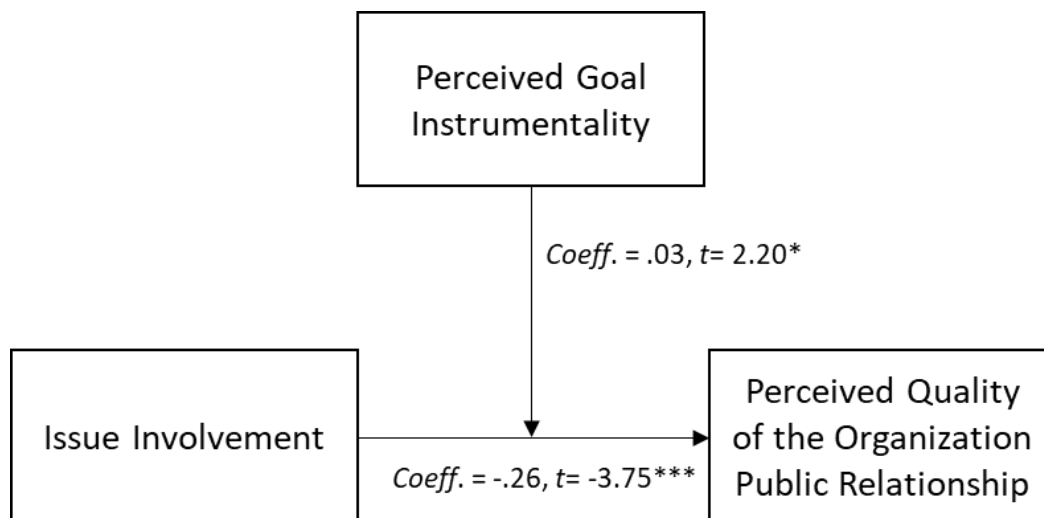 Perceived Goal
Instrumentality
Coeff. = .03, t= 2.20*
Issue Involvement
Coeff. = -.26, t= -3.75***
Perceived Quality
of the Organization
Public Relationship